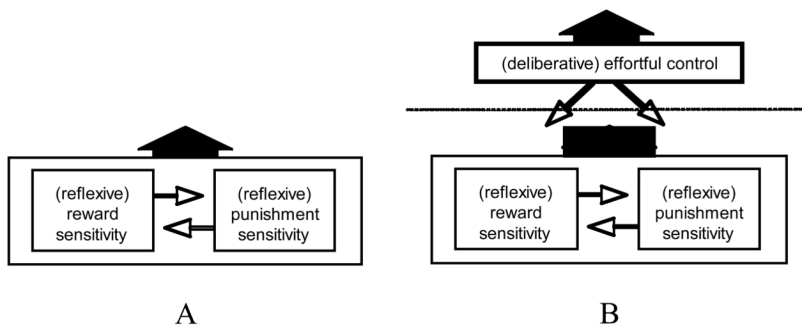 (deliberative) effortful control
(reflexive)
reward
sensitivity
(reflexive)
punishment
sensitivity
(reflexive)
reward
sensitivity
(reflexive)
punishment
sensitivity
A
B